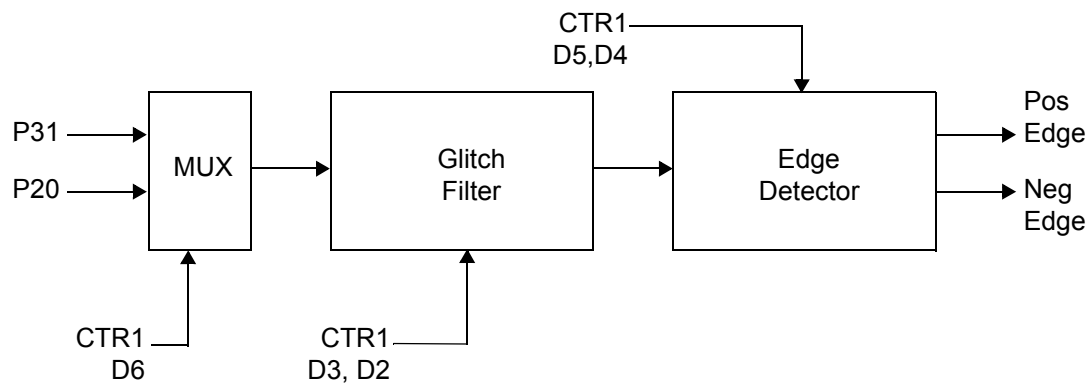 CTR1
D5,D4
P31
P20
MUX
Glitch
Filter
Edge
Detector
Pos
Edge
Neg
Edge
CTR1
D6
CTR1
D3, D2